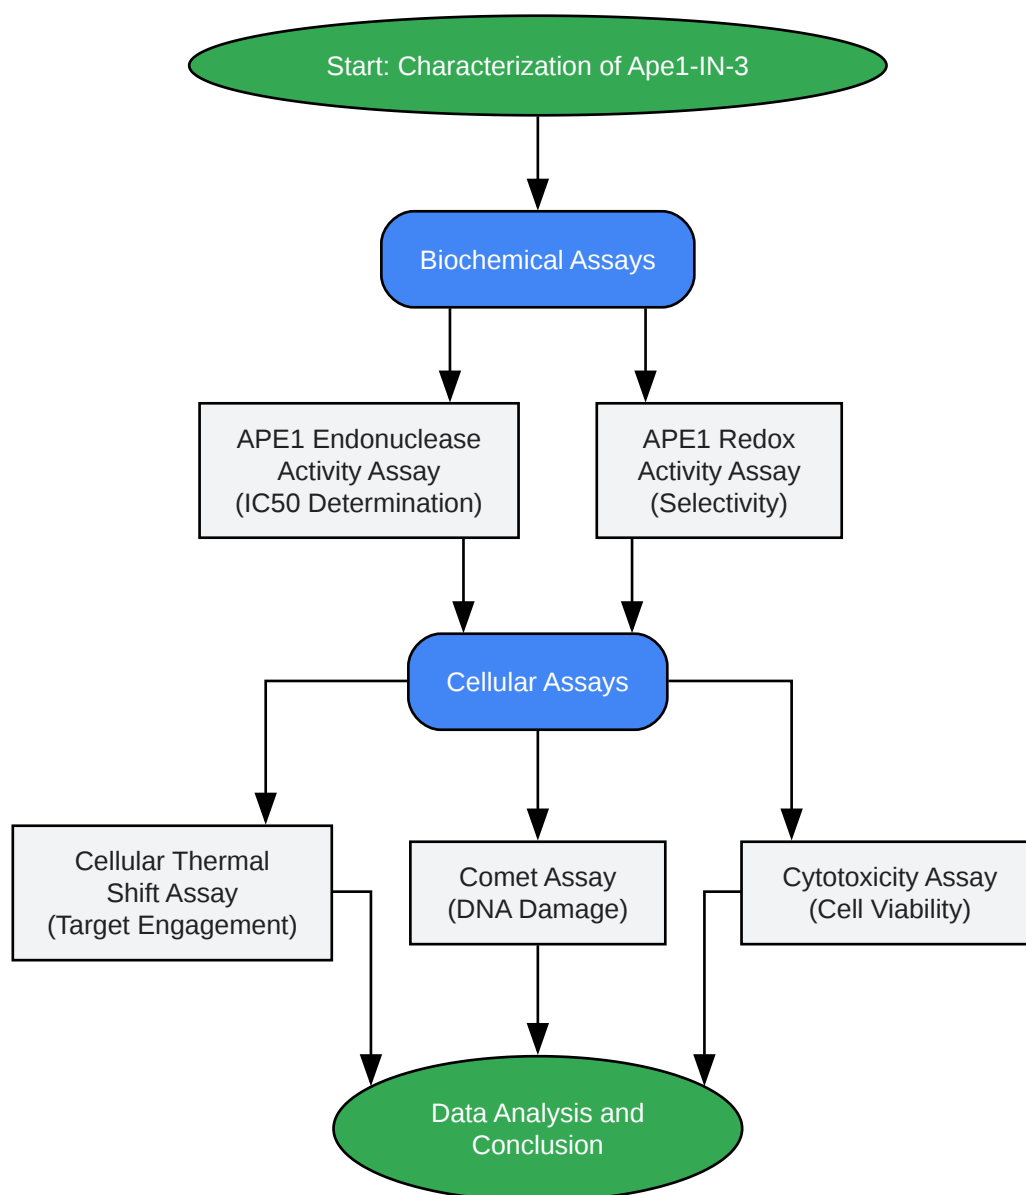 Start: Characterization of Ape1-IN-3
Biochemical Assays
APE1 Endonuclease
Activity Assay
(IC50 Determination)
APE1 Redox
Activity Assay
(Selectivity)
Cellular Assays
Cellular Thermal
Shift Assay
(Target Engagement)
Comet Assay
(DNA Damage)
Cytotoxicity Assay
(Cell Viability)
Data Analysis and
Conclusion